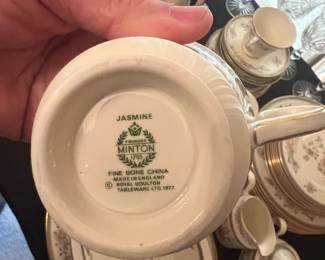 JASMINE
FOUNDED
MINTON
1793
FINE BONE CHINA
MADE IN ENGLAND
© ROYAL DOULTON
TABLEWARE LTD. 1977